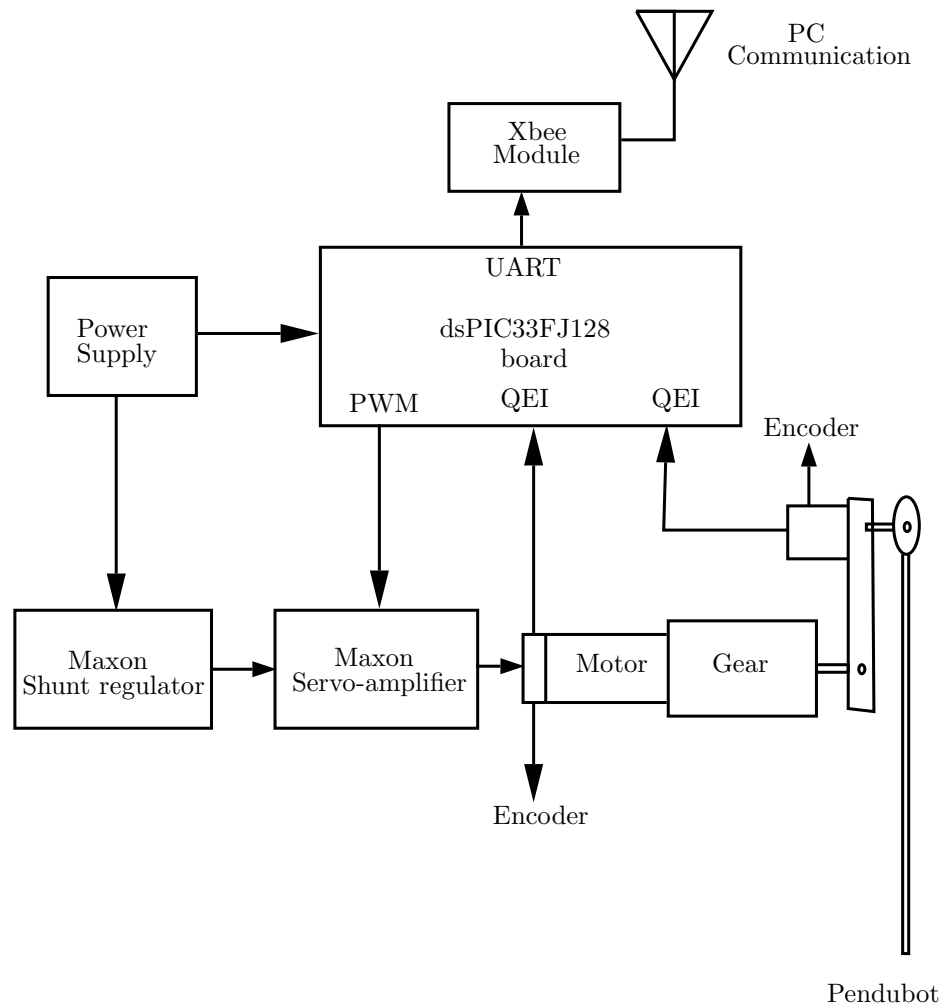 PC
Communication
Xbee
Module
UART
Power
Supply
dsPIC33FJ128
board
PWM
QEI
QEI
Encoder
Maxon
Shunt regulator
Maxon
Servo-amplifier
Motor
Gear
Encoder
Pendubot